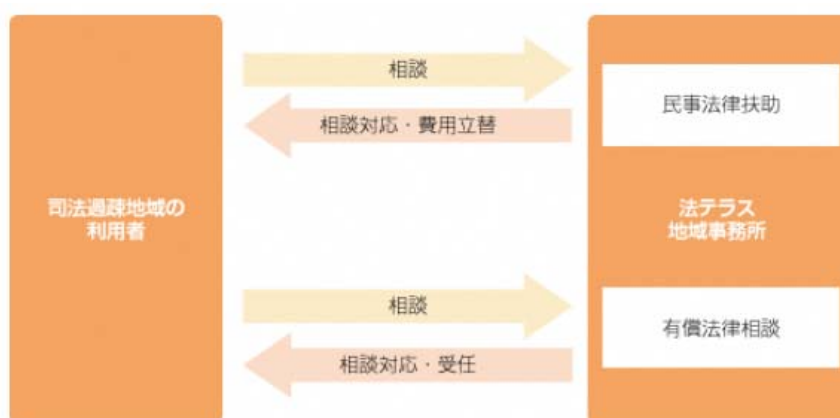 相談
民事法律扶助
相談対応・費用立替
司法過疎地域の
利用者
法テラス
地域事務所
相談
有償法律相談
相談対応・受任